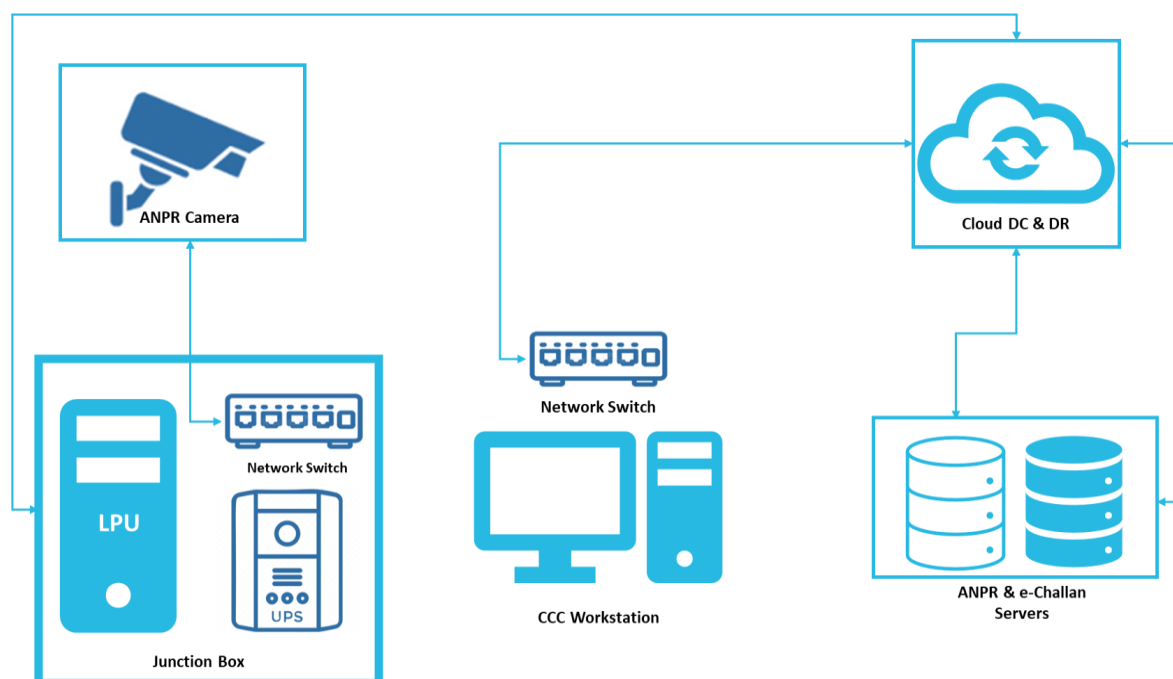 ANPR Camera
Cloud DC & DR
Network Switch
Network Switch
LPU
UPS
Junction Box
CCC Workstation
ANPR & e-Challan
Servers